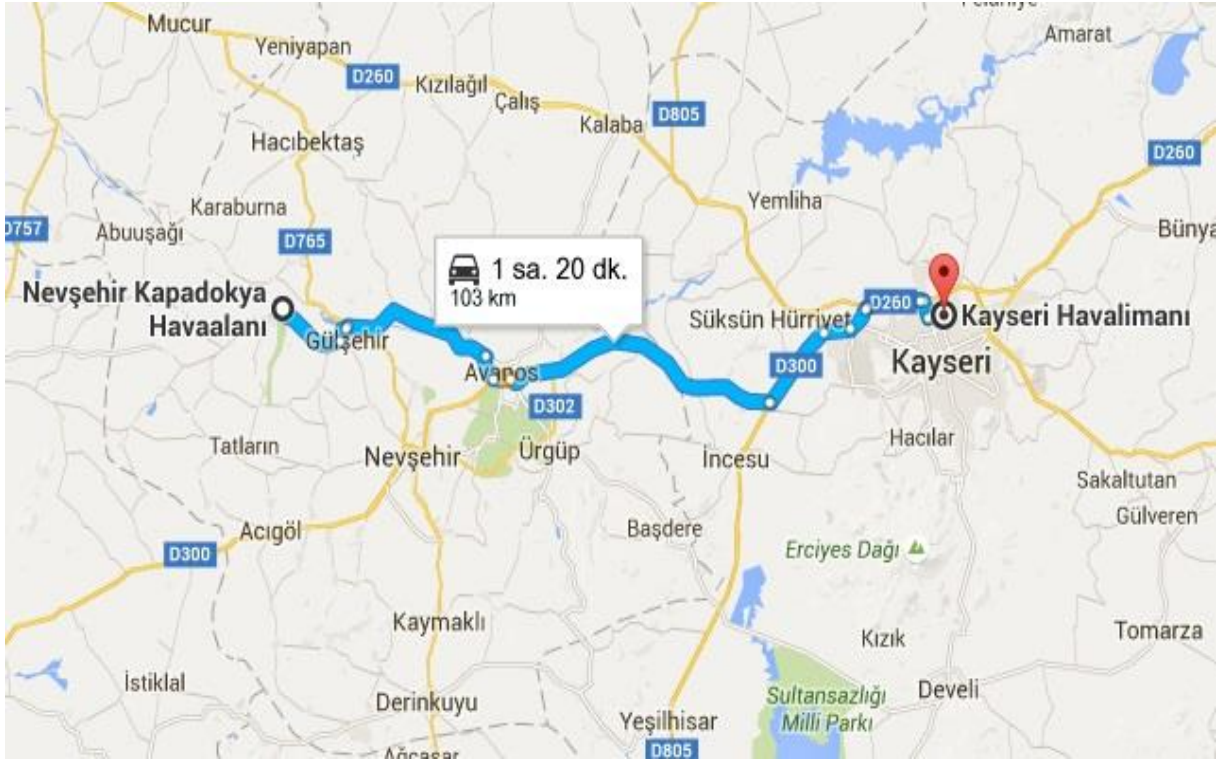 Mucur
Yeniyapan
Amarat
D260
Kızılağıl
Çalış
D805
Kalaba
Hacıbektaş
D260
Karaburna
Yemliha
D757
Abuuşağı
D765
Bünya
1 sa. 20 dk.
103 km
Nevşehir Kapadokya
Havaalanı
D260
Süksün Hürriyet
Kayseri Havalimanı
Gülşehir
Kayseri
D300
Avanos
D302
Hacılar
Tatların
Nevşehir
Ürgüp
İncesu
Sakaltutan
Gülveren
Acıgöl
Başdere
D300
Erciyes Dağı
Kaymaklı
Kızık
Tomarza
İstiklal
Derinkuyu
Develi
Sultansazlığı
Milli Parkı
Yeşilhisar
D805
Ağcaşar